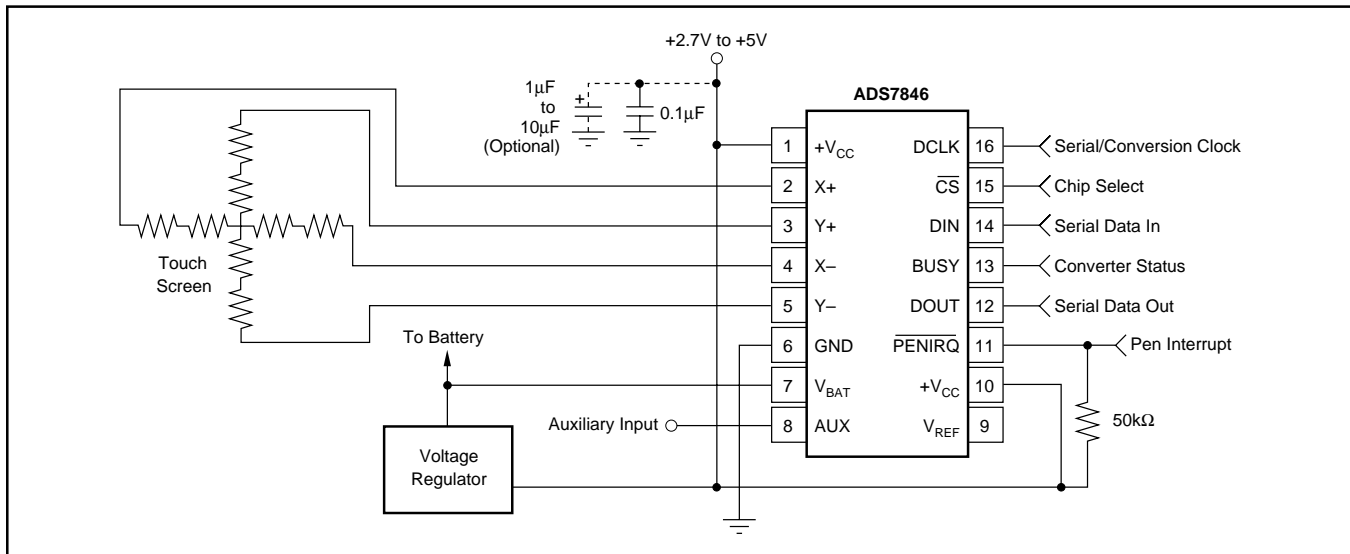 +2.7V to +5V
1µF
to
10µF
(Optional)
0.1µF
ADS7846
1 +VCC DCLK 16 Serial/Conversion Clock
2 X+ CS 15 Chip Select
3 Y+ DIN 14 Serial Data In
4 X– BUSY 13 Converter Status
5 Y– DOUT 12 Serial Data Out
6 GND PENIRQ 11 Pen Interrupt
7 VBAT +VCC 10
8 AUX VREF 9
Touch
Screen
To Battery
Auxiliary Input
50kΩ
Voltage
Regulator